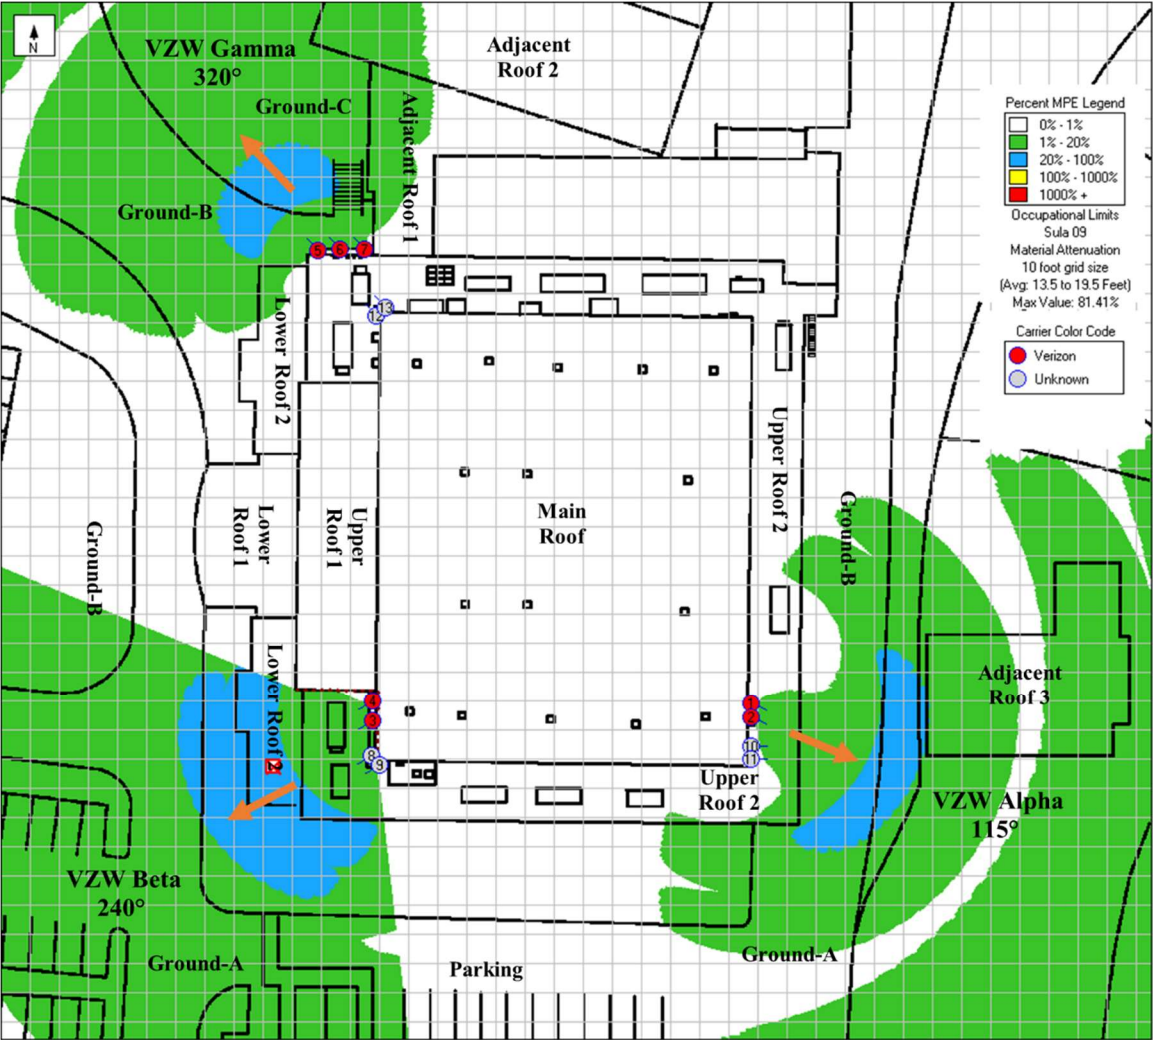 N
VZW Gamma
320°
Adjacent
Roof 2
Ground-C
Adjacent Roof 1
Ground-B
Percent MPE Legend
0% - 1%
1% - 20%
20% - 100%
100% - 1000%
1000% +
Occupational Limits
Sula 09
Material Attenuation
10 foot grid size
(Avg: 13.5 to 19.5 Feet)
Max Value: 81.41%
Carrier Color Code
Verizon
Unknown
5
6
7
13
12
Lower Roof 2
Upper Roof 2
Main
Roof
Upper
Roof 1
Lower
Roof 1
Ground-B
Ground-B
Lower Roof 2
Adjacent
Roof 3
4
3
8
9
1
2
10
11
Upper
Roof 2
VZW Alpha
115°
VZW Beta
240°
Ground-A
Parking
Ground-A